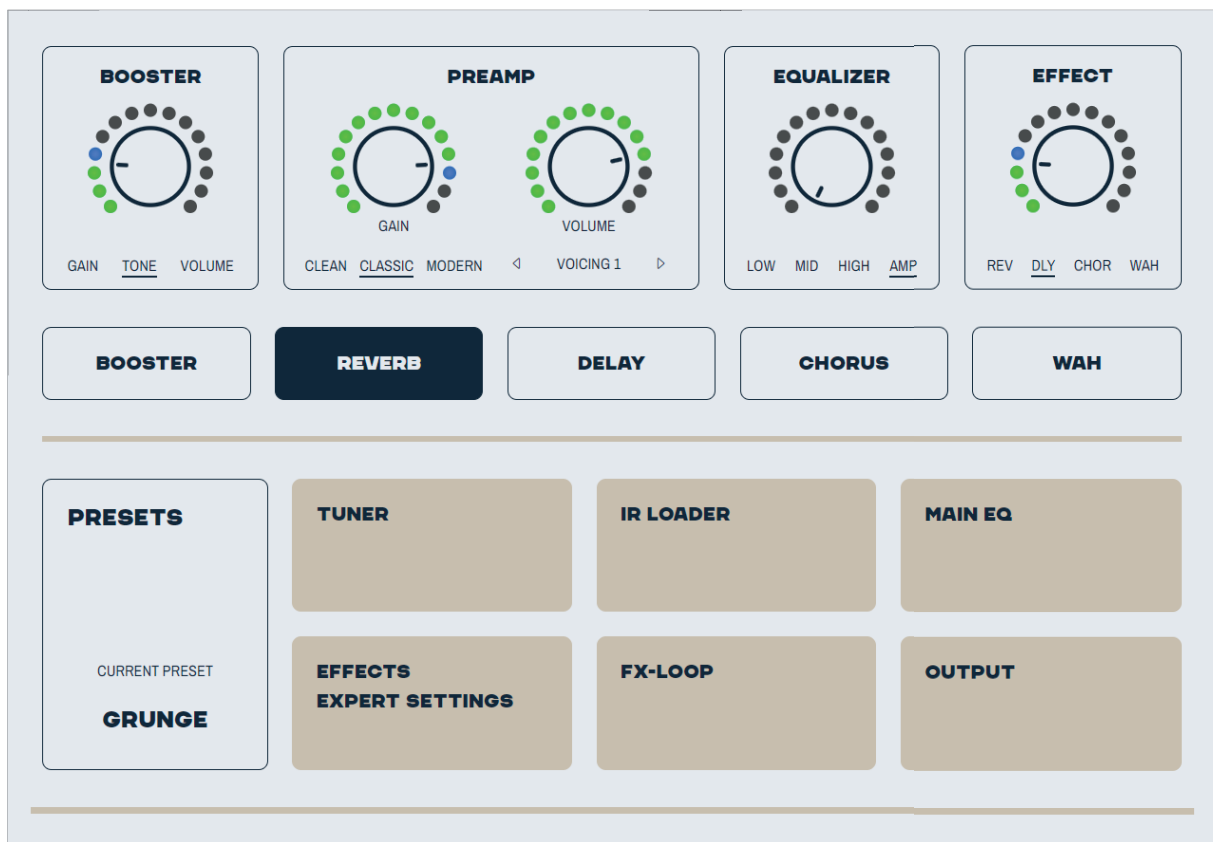 BOOSTER
GAIN TONE VOLUME
PREAMP
GAIN VOLUME
CLEAN CLASSIC MODERN VOICING 1
EQUALIZER
LOW MID HIGH AMP
EFFECT
REV DLY CHOR WAH
BOOSTER REVERB DELAY CHORUS WAH
PRESETS
CURRENT PRESET
GRUNGE
TUNER
IR LOADER
MAIN EQ
EFFECTS
EXPERT SETTINGS
FX-LOOP
OUTPUT